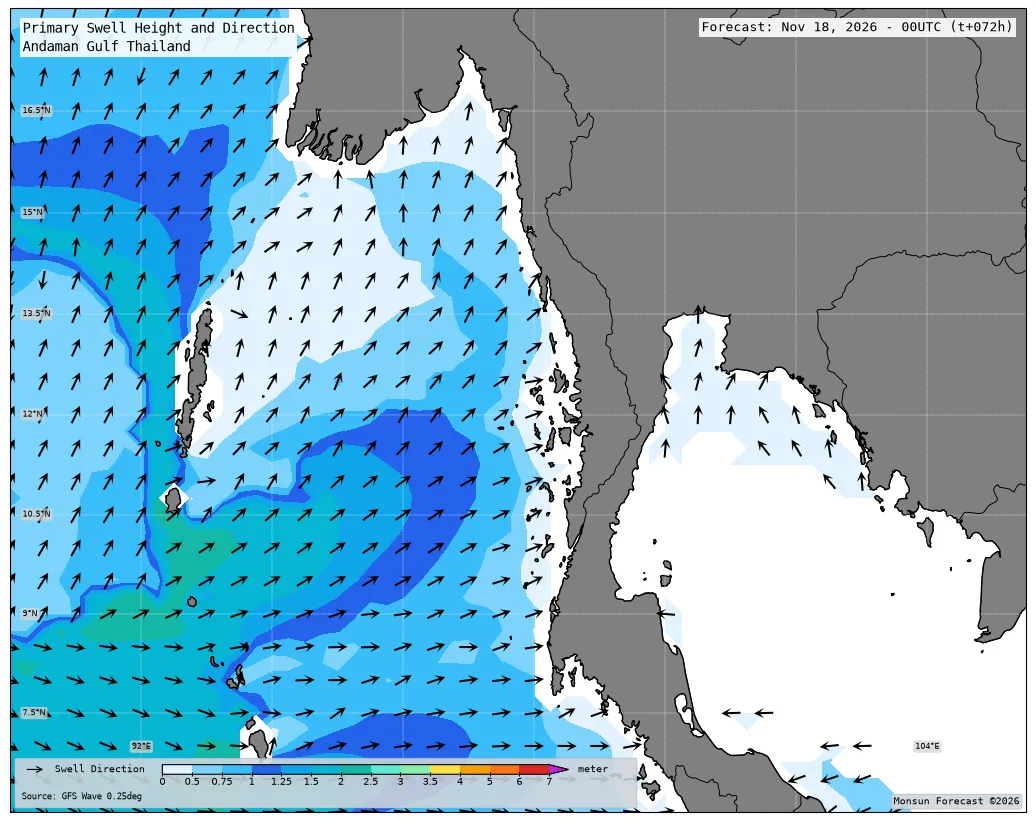 Primary Swell Height and Direction
Andaman Gulf Thailand
Forecast: Nov 18, 2026 - 00UTC (t+072h)
16.5°N
15°N
13.5°N
12°N
10.5°N
9°N
7.5°N
92°E
104°E
Swell Direction
meter
0 0.5 0.75 1 1.25 1.5 2 2.5 3 3.5 4 5 6 7
Source: GFS Wave 0.25deg
Monsun Forecast ©2026